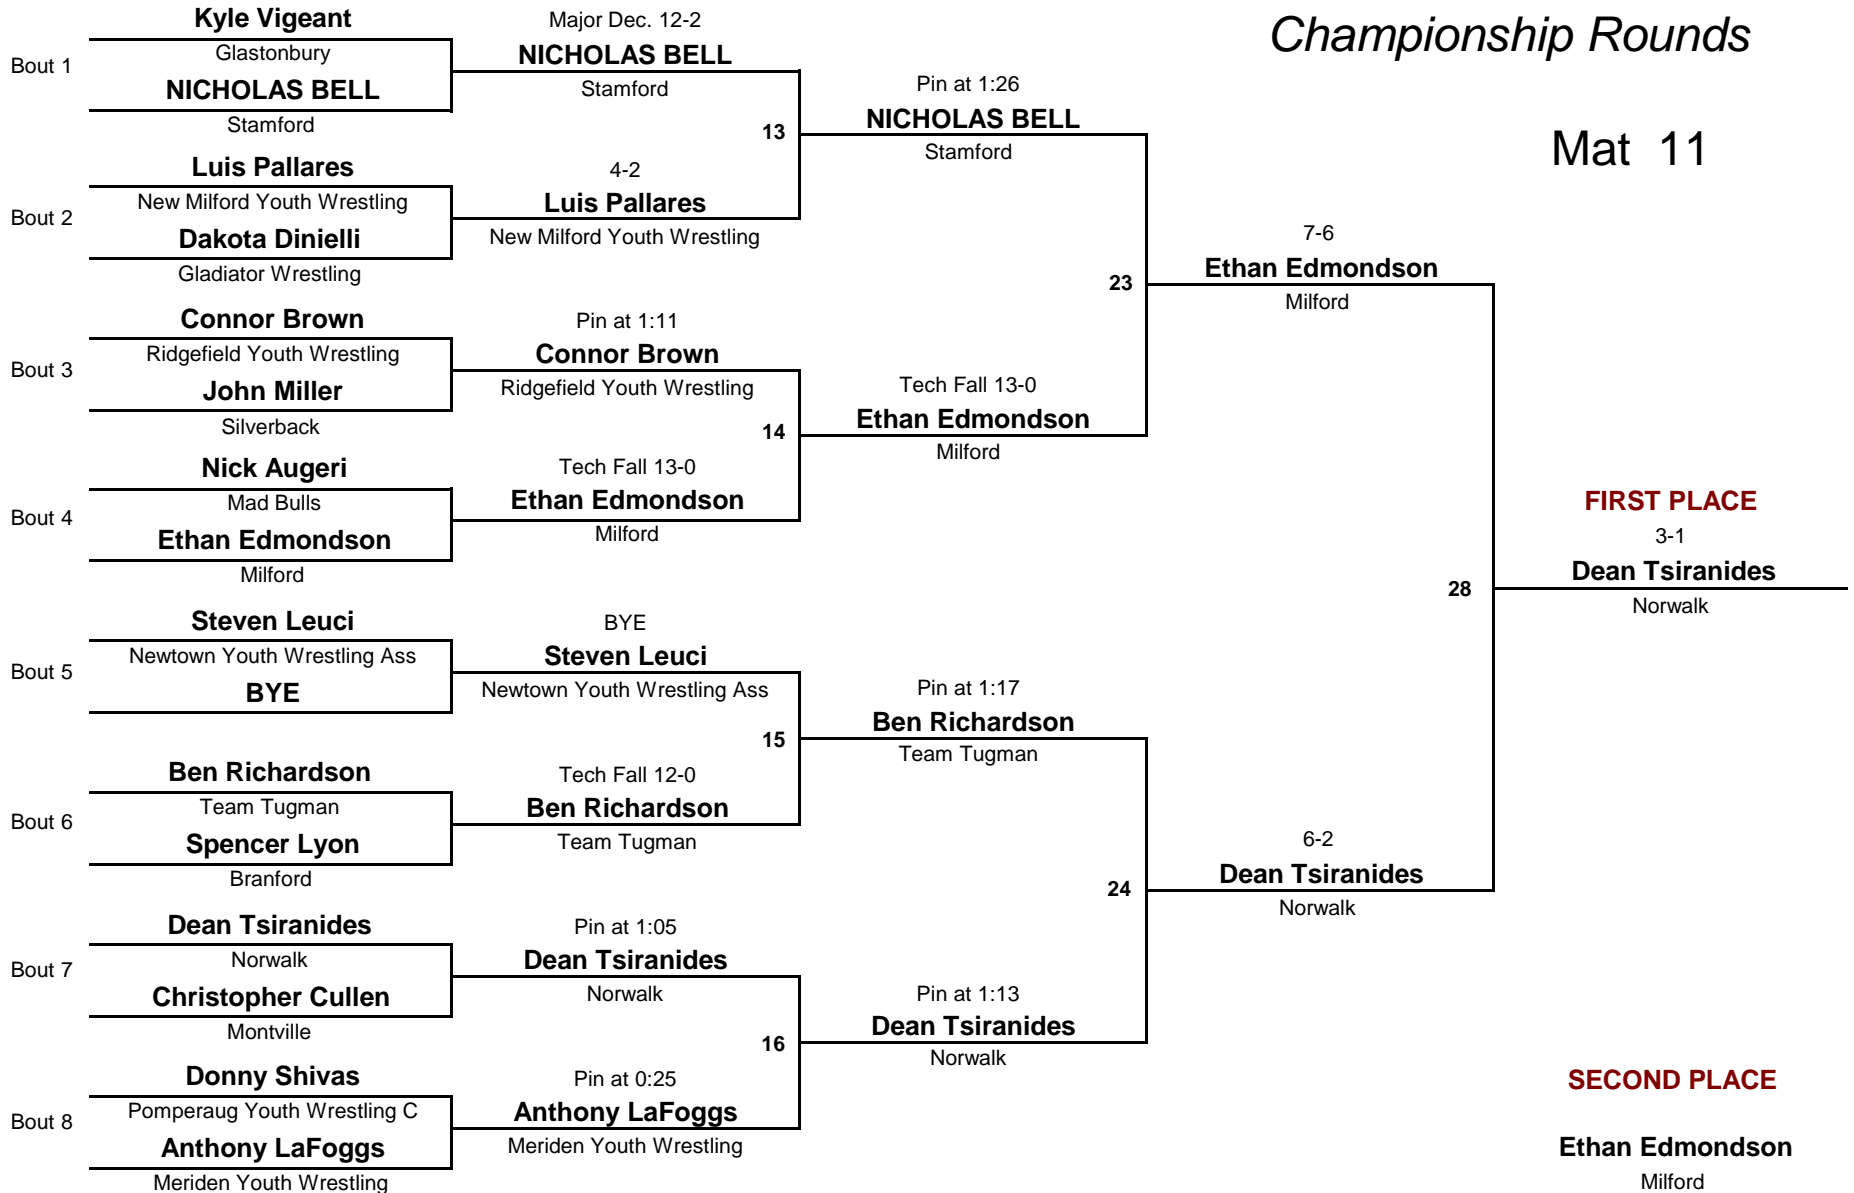 Championship Rounds
Mat 11
Bout 1
Kyle Vigeant
Glastonbury
NICHOLAS BELL
Stamford
Bout 2
Luis Pallares
New Milford Youth Wrestling
Dakota Dinielli
Gladiator Wrestling
Bout 3
Connor Brown
Ridgefield Youth Wrestling
John Miller
Silverback
Bout 4
Nick Augeri
Mad Bulls
Ethan Edmondson
Milford
Bout 5
Steven Leuci
Newtown Youth Wrestling Ass
BYE
Bout 6
Ben Richardson
Team Tugman
Spencer Lyon
Branford
Bout 7
Dean Tsiranides
Norwalk
Christopher Cullen
Montville
Bout 8
Donny Shivas
Pomperaug Youth Wrestling C
Anthony LaFoggs
Meriden Youth Wrestling
Major Dec. 12-2
NICHOLAS BELL
Stamford
13
4-2
Luis Pallares
New Milford Youth Wrestling
Pin at 1:11
Connor Brown
Ridgefield Youth Wrestling
14
Tech Fall 13-0
Ethan Edmondson
Milford
BYE
Steven Leuci
Newtown Youth Wrestling Ass
15
Tech Fall 12-0
Ben Richardson
Team Tugman
Pin at 1:05
Dean Tsiranides
Norwalk
16
Pin at 0:25
Anthony LaFoggs
Meriden Youth Wrestling
Pin at 1:26
NICHOLAS BELL
Stamford
23
Tech Fall 13-0
Ethan Edmondson
Milford
Pin at 1:17
Ben Richardson
Team Tugman
24
Pin at 1:13
Dean Tsiranides
Norwalk
7-6
Ethan Edmondson
Milford
28
6-2
Dean Tsiranides
Norwalk
FIRST PLACE
3-1
Dean Tsiranides
Norwalk
SECOND PLACE
Ethan Edmondson
Milford